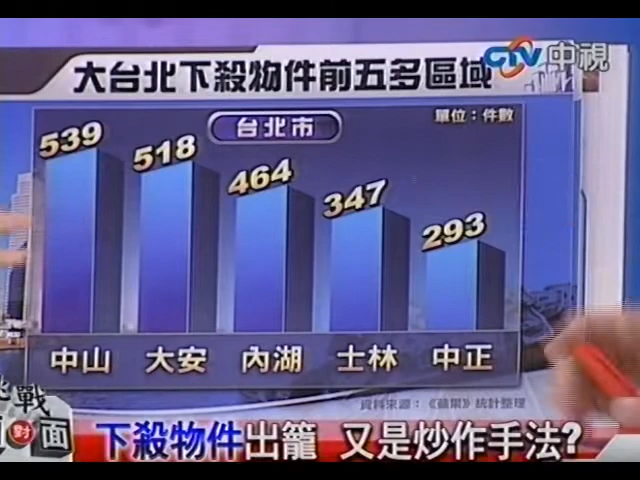 CTV中視
大台北下殺物件前五多區域
單位：件數
台北市
539 518 464 347 293
中山 大安 內湖 士林 中正
資料來源：《蘋果》統計整理
挑戰
對面
下殺物件出籠 又是炒作手法?